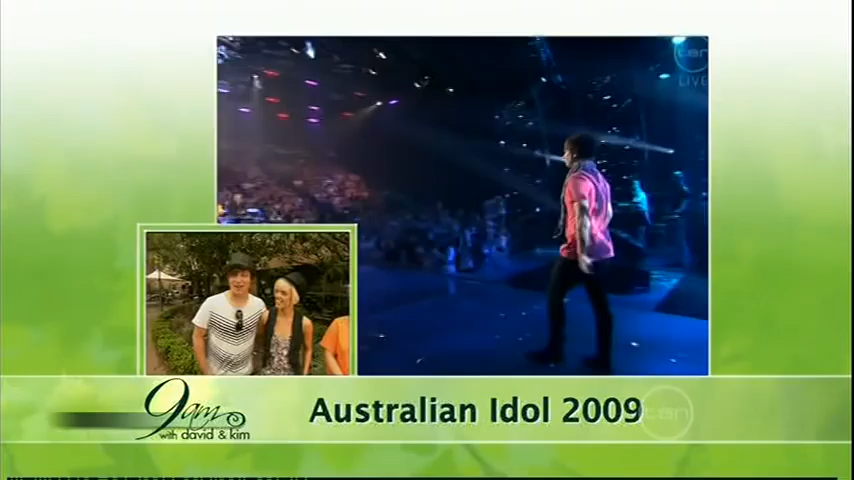 ten
LIVE
9am
with david & kim
Australian Idol 2009
ten